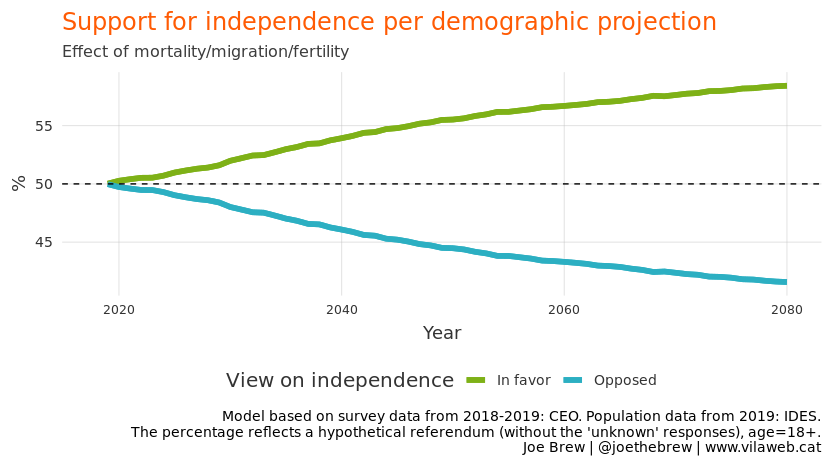 Support for independence per demographic projection
Effect of mortality/migration/fertility
55
50
45
%
2020
2040
2060
2080
Year
View on independence
In favor
Opposed
Model based on survey data from 2018-2019: CEO. Population data from 2019: IDES.
The percentage reflects a hypothetical referendum (without the 'unknown' responses), age=18+.
Joe Brew | @joethebrew | www.vilaweb.cat